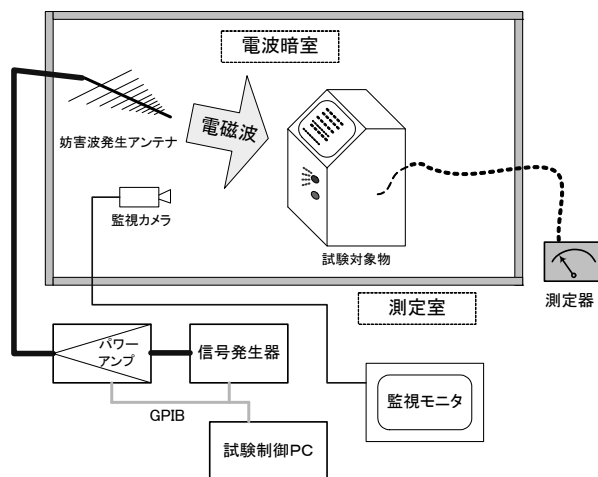 電波暗室
妨害波発生アンテナ
電磁波
監視カメラ
試験対象物
測定器
測定室
パワー
アンプ
信号発生器
監視モニタ
GPIB
試験制御PC